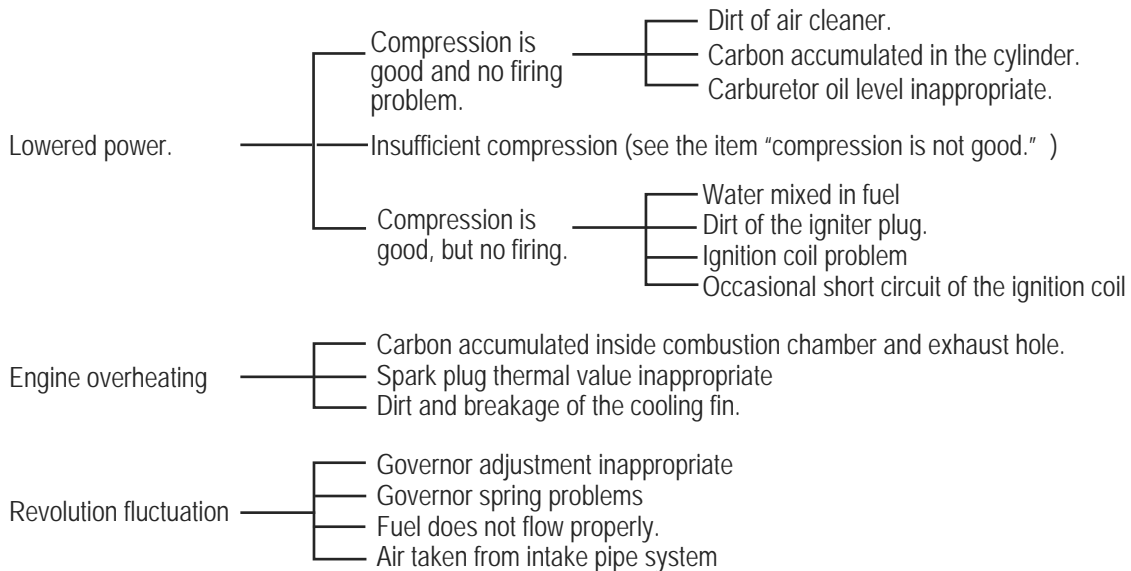 Lowered power.
Compression is
good and no firing
problem.
Dirt of air cleaner.
Carbon accumulated in the cylinder.
Carburetor oil level inappropriate.
Insufficient compression (see the item “compression is not good.” )
Compression is
good, but no firing.
Water mixed in fuel
Dirt of the igniter plug.
Ignition coil problem
Occasional short circuit of the ignition coil
Engine overheating
Carbon accumulated inside combustion chamber and exhaust hole.
Spark plug thermal value inappropriate
Dirt and breakage of the cooling fin.
Revolution fluctuation
Governor adjustment inappropriate
Governor spring problems
Fuel does not flow properly.
Air taken from intake pipe system